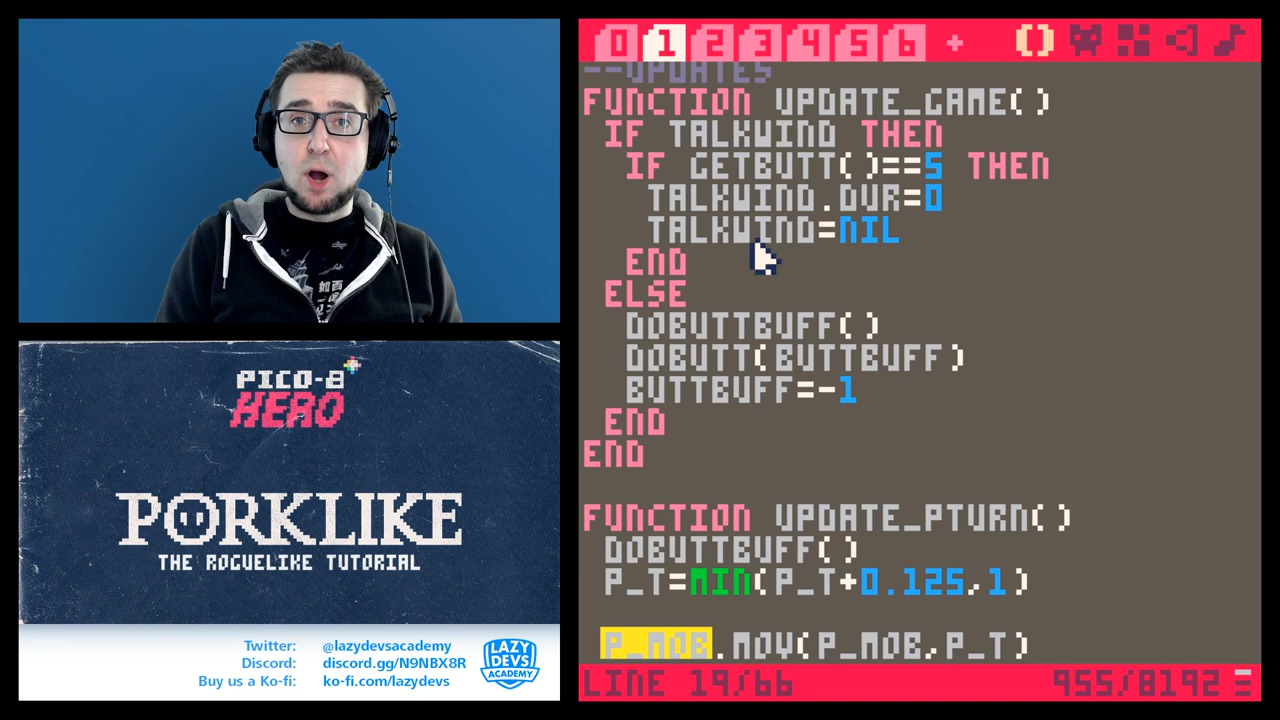 PICO-8
HERO
PORKLIKE
THE ROGUELIKE TUTORIAL
Twitter: @lazydevsacademy
Discord: discord.gg/N9NBX8R
Buy us a Ko-fi: ko-fi.com/lazydevs
LAZY
DEVS
ACADEMY
0 1 2 3 4 5 6 + ()
--UPDATES
FUNCTION UPDATE_GAME()
IF TALKWIND THEN
IF GETBUTT()==5 THEN
TALKWIND.DUR=0
TALKWIND=NIL
END
ELSE
DOBUTTBUFF()
DOBUTT(BUTTBUFF)
BUTTBUFF=-1
END
END
FUNCTION UPDATE_PTURN()
DOBUTTBUFF()
P_T=MIN(P_T+0.125,1)
P_MOB.MOV(P_MOB,P_T)
LINE 19/66
955/8192